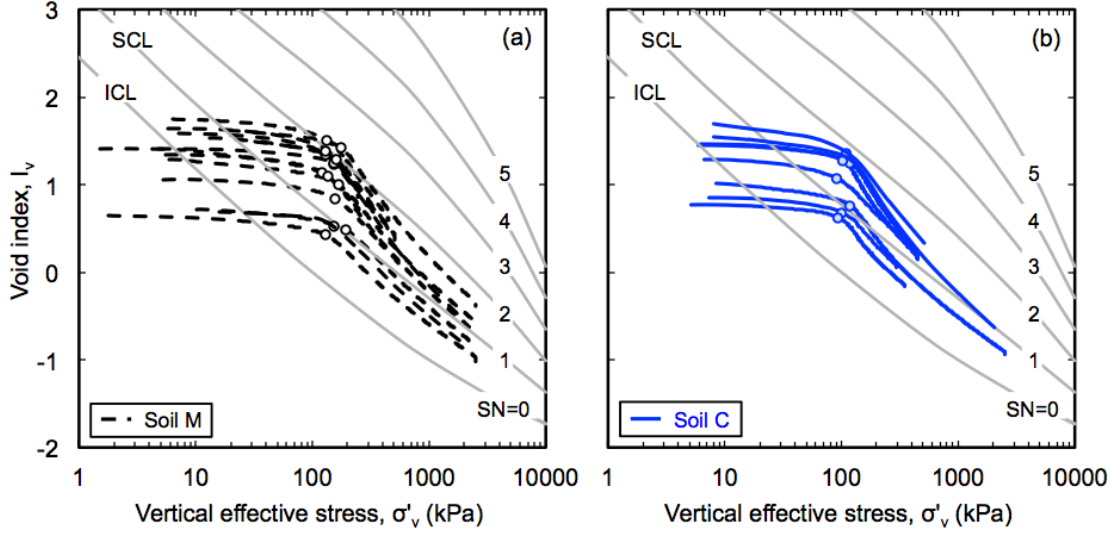 3
2
1
0
-1
-2
Void index, Iv
SCL
ICL
(a)
5
4
3
2
1
SN=0
Soil M
1 10 100 1000 10000
Vertical effective stress, σ'v (kPa)
SCL
ICL
(b)
5
4
3
2
1
SN=0
Soil C
10 100 1000 10000
Vertical effective stress, σ'v (kPa)